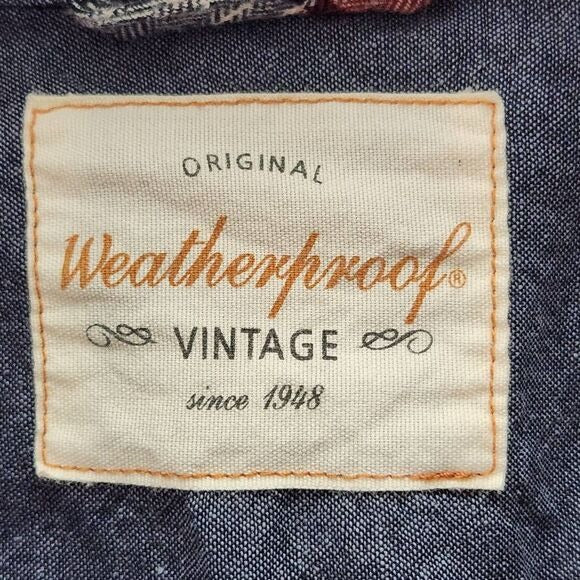 ORIGINAL
Weatherproof®
VINTAGE
since 1948